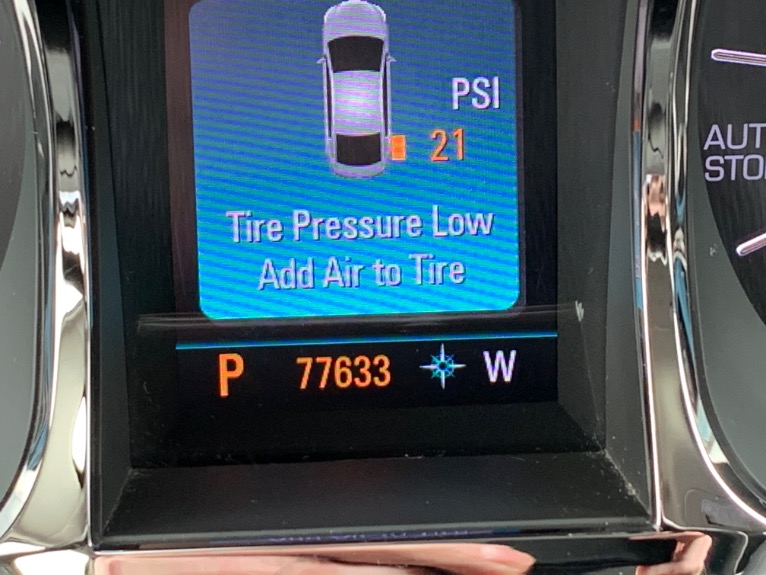 PSI
21
Tire Pressure Low
Add Air to Tire
P 77633 W
AUT
STO